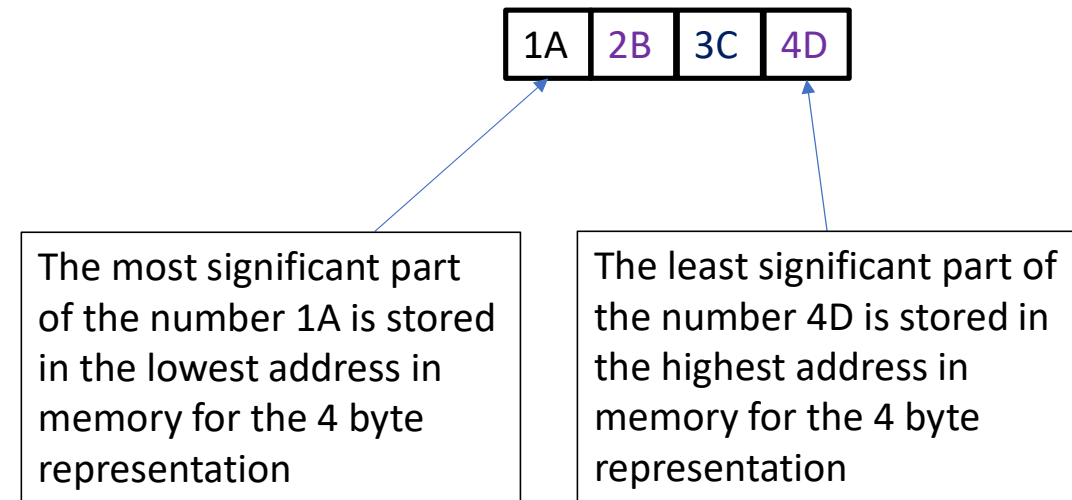 1A 2B 3C 4D
The most significant part
of the number 1A is stored
in the lowest address in
memory for the 4 byte
representation
The least significant part of
the number 4D is stored in
the highest address in
memory for the 4 byte
representation